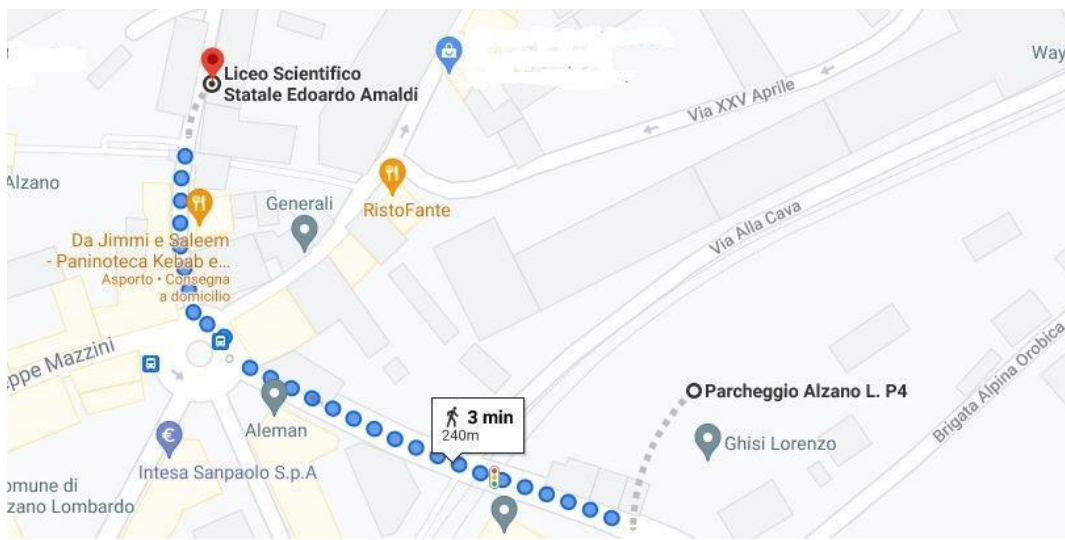 Way
Liceo Scientifico
Statale Edoardo Amaldi
Via XXV Aprile
Alzano
Generali
RistoFante
Via Alla Cava
Da Jimmi e Saleem
- Paninoteca Kebab e...
Asporto • Consegna
a domicilio
eppe Mazzini
Brigata Alpina Orobica
Parcheggio Alzano L. P4
3 min
240m
Aleman
Ghisi Lorenzo
€
Intesa Sanpaolo S.p.A
omune di
zano Lombardo